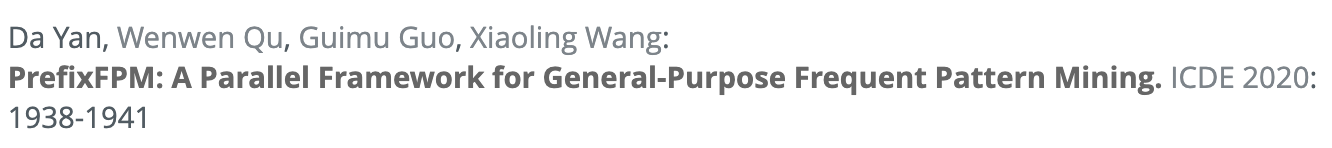 Da Yan, Wenwen Qu, Guimu Guo, Xiaoling Wang:
PrefixFPM: A Parallel Framework for General-Purpose Frequent Pattern Mining. ICDE 2020:
1938-1941